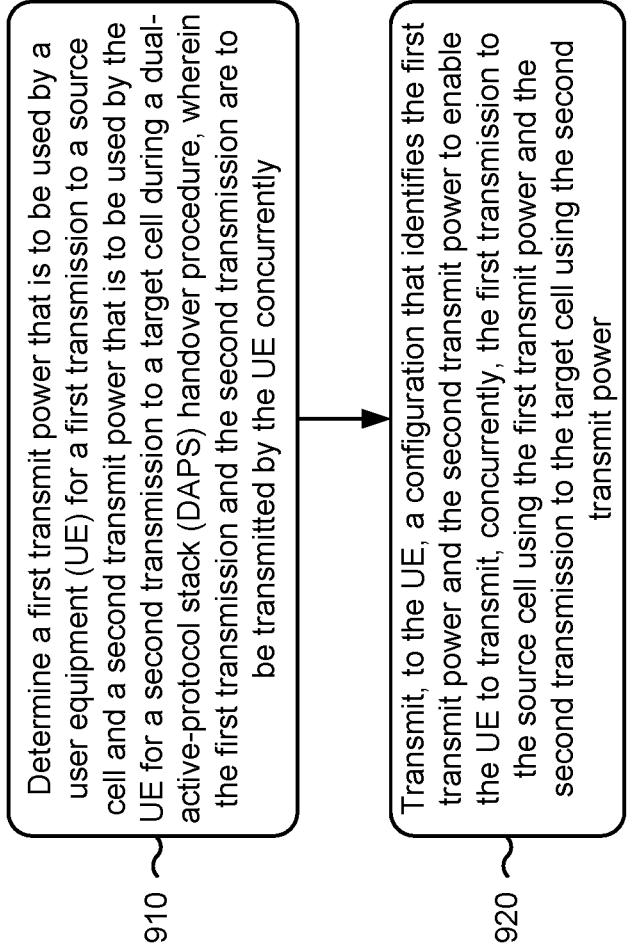 Determine a first transmit power that is to be used by a
user equipment (UE) for a first transmission to a source
cell and a second transmit power that is to be used by the
UE for a second transmission to a target cell during a dual-
active-protocol stack (DAPS) handover procedure, wherein
the first transmission and the second transmission are to
be transmitted by the UE concurrently
910
Transmit, to the UE, a configuration that identifies the first
transmit power and the second transmit power to enable
the UE to transmit, concurrently, the first transmission to
the source cell using the first transmit power and the
second transmission to the target cell using the second
transmit power
920